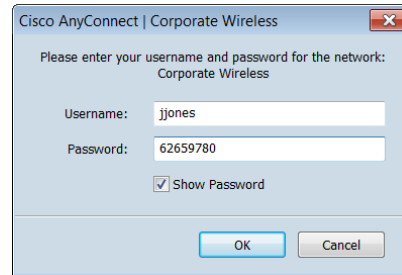 Cisco AnyConnect | Corporate Wireless
Please enter your username and password for the network:
Corporate Wireless
Username: jjones
Password: 62659780
Show Password
OK Cancel